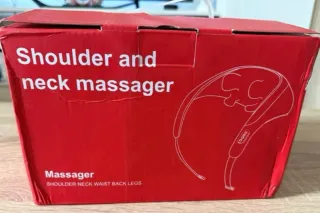 Shoulder and
neck massager
Massager
SHOULDER NECK WAIST BACK LEGS